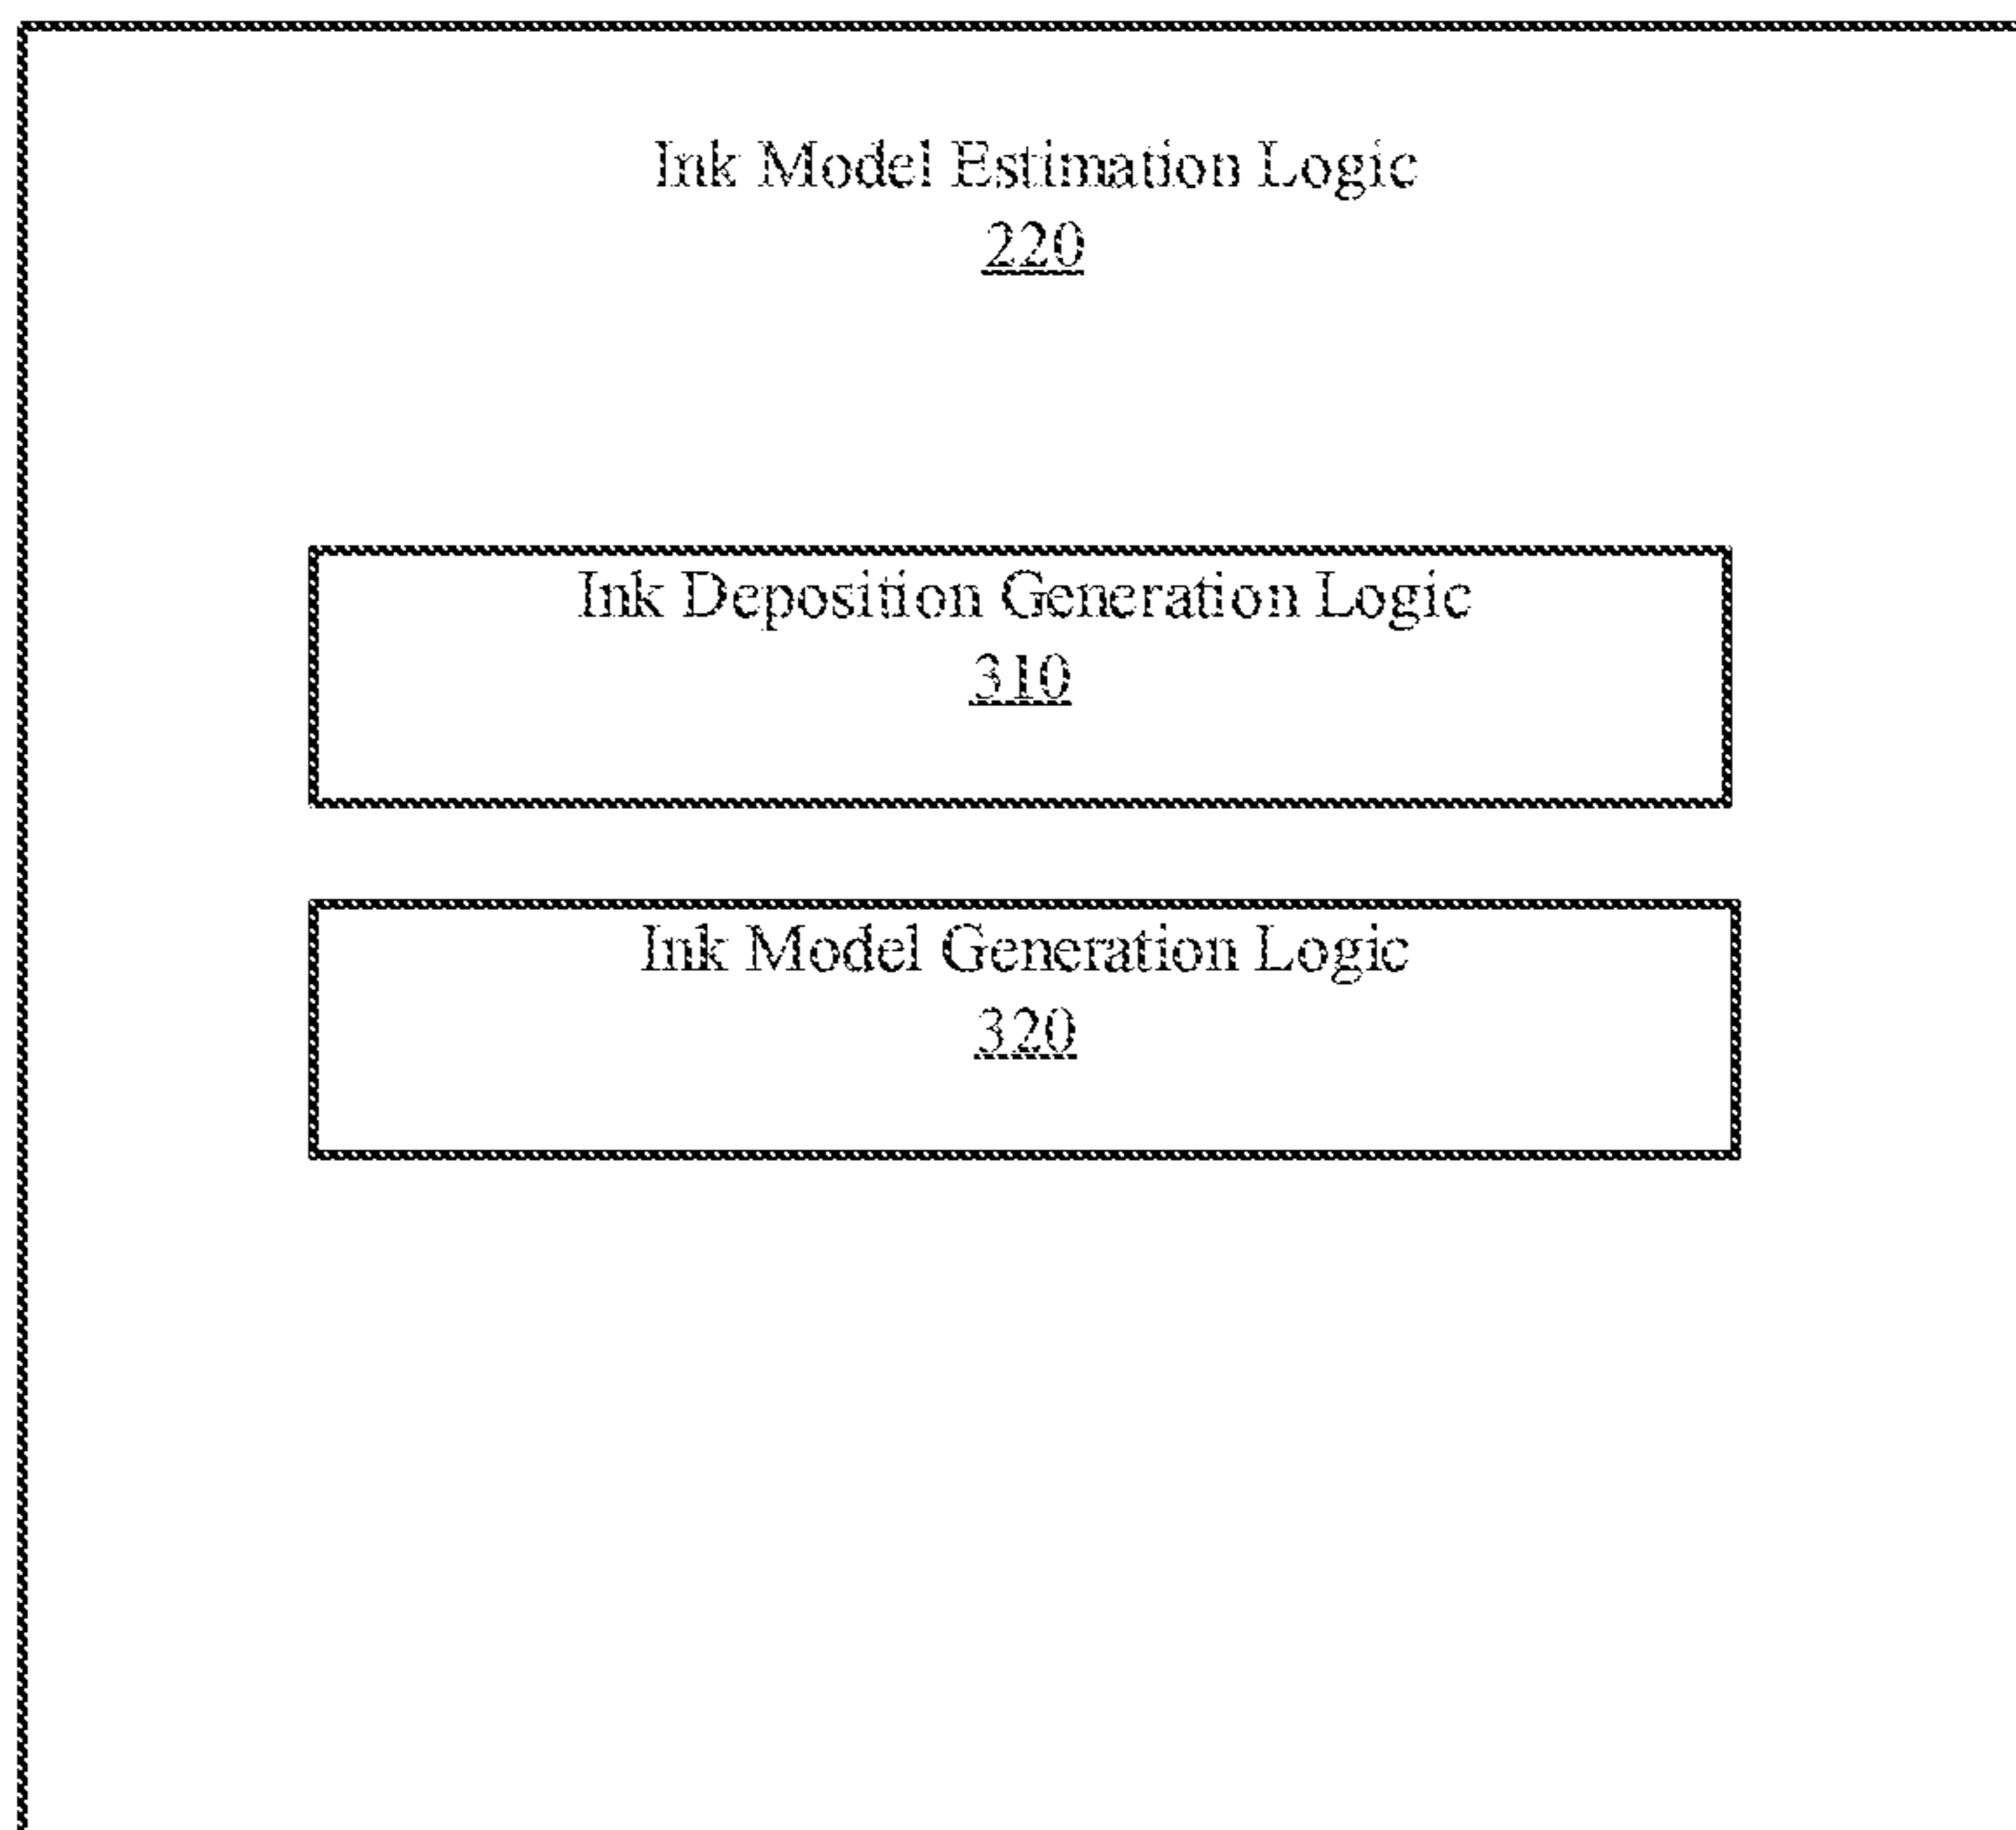 Ink Model Estimation Logic
220
Ink Deposition Generation Logic
310
Ink Model Generation Logic
320